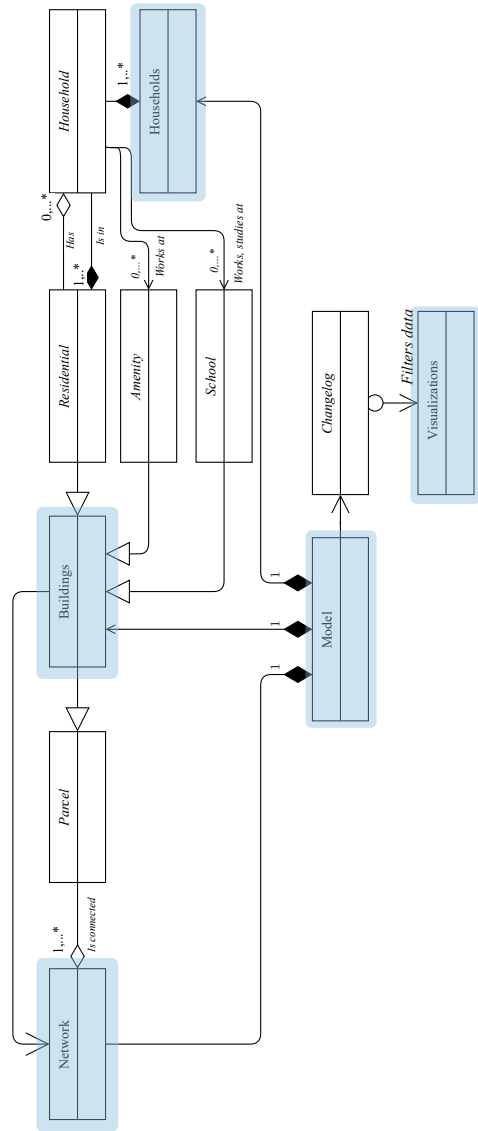 Household
1,..*
Households
0,...*
Has
Is in
1,..*
0,...*
Works at
0,...*
Works, studies at
Residential
Amenity
School
Changelog
Filters data
Visualizations
Buildings
1
1
1
Model
Parcel
1,...*
Is connected
Network